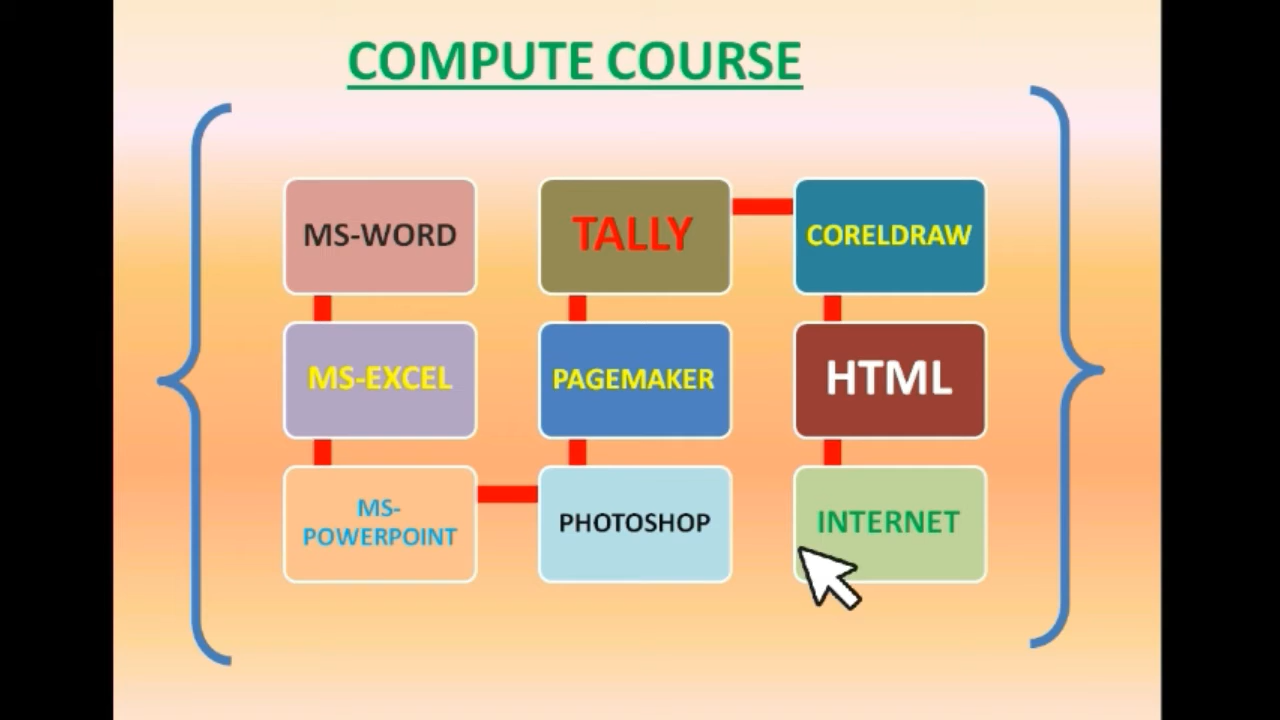 COMPUTE COURSE
MS-WORD
TALLY
CORELDRAW
MS-EXCEL
PAGEMAKER
HTML
MS-
POWERPOINT
PHOTOSHOP
INTERNET